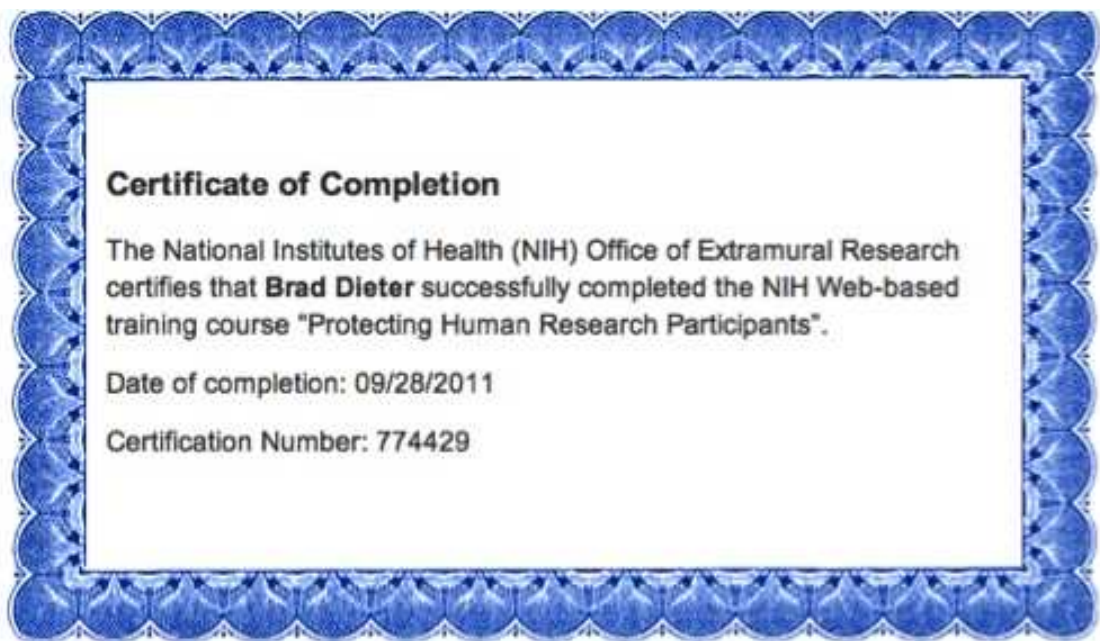 Certificate of Completion
The National Institutes of Health (NIH) Office of Extramural Research
certifies that Brad Dieter successfully completed the NIH Web-based
training course "Protecting Human Research Participants".
Date of completion: 09/28/2011
Certification Number: 774429